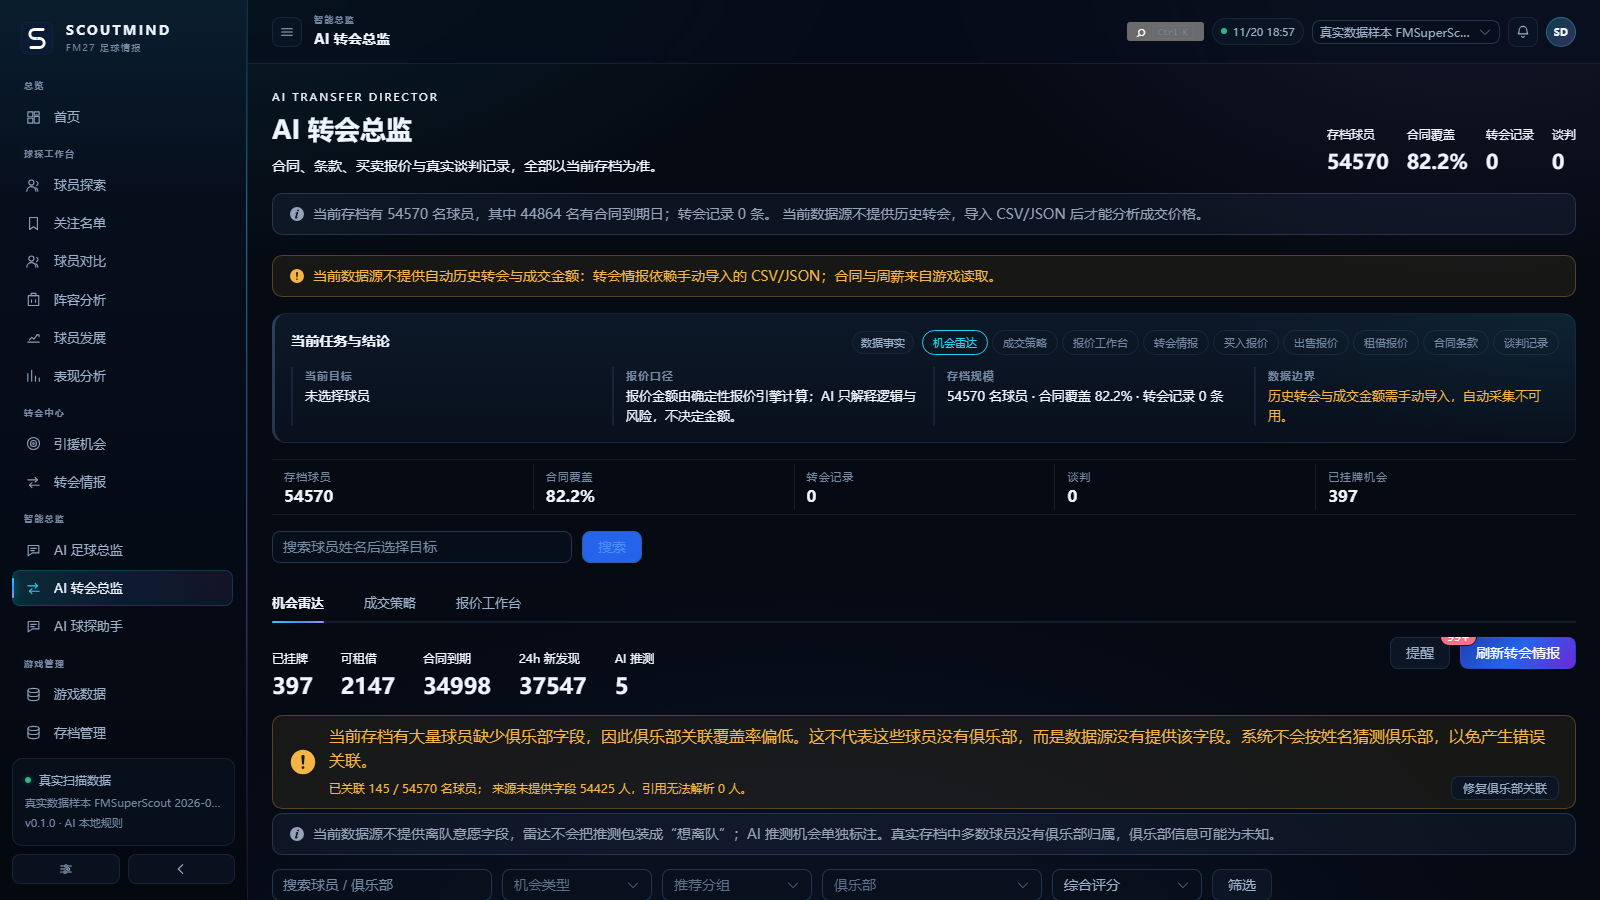 SCOUTMIND
FM27 足球情报
总览
首页
球探工作台
球员探索
关注名单
球员对比
阵容分析
球员发展
表现分析
转会中心
引援机会
转会情报
智能总监
AI 足球总监
AI 转会总监
AI 球探助手
游戏管理
游戏数据
存档管理
真实扫描数据
真实数据样本 FMSuperScout 2026-0...
v0.1.0 · AI 本地规则
智能总监
AI 转会总监
Ctrl K
11/20 18:57
真实数据样本 FMSuperSc...
SD
AI TRANSFER DIRECTOR
AI 转会总监
合同、条款、买卖报价与真实谈判记录，全部以当前存档为准。
存档球员 合同覆盖 转会记录 谈判
54570 82.2% 0 0
当前存档有 54570 名球员，其中 44864 名有合同到期日；转会记录 0 条。 当前数据源不提供历史转会，导入 CSV/JSON 后才能分析成交价格。
当前数据源不提供自动历史转会与成交金额：转会情报依赖手动导入的 CSV/JSON；合同与周薪来自游戏读取。
当前任务与结论
数据事实 机会雷达 成交策略 报价工作台 转会情报 买入报价 出售报价 租借报价 合同条款 谈判记录
当前目标
未选择球员
报价口径
报价金额由确定性报价引擎计算；AI 只解释逻辑与
风险，不决定金额。
存档规模
54570 名球员 · 合同覆盖 82.2% · 转会记录 0 条
数据边界
历史转会与成交金额需手动导入，自动采集不可
用。
存档球员 合同覆盖 转会记录 谈判 已挂牌机会
54570 82.2% 0 0 397
搜索球员姓名后选择目标
搜索
机会雷达 成交策略 报价工作台
已挂牌 可租借 合同到期 24h 新发现 AI 推测
397 2147 34998 37547 5
提醒
99+
刷新转会情报
当前存档有大量球员缺少俱乐部字段，因此俱乐部关联覆盖率偏低。这不代表这些球员没有俱乐部，而是数据源没有提供该字段。系统不会按姓名猜测俱乐部，以免产生错误
关联。
已关联 145 / 54570 名球员； 来源未提供字段 54425 人，引用无法解析 0 人。
修复俱乐部关联
当前数据源不提供离队意愿字段，雷达不会把推测包装成“想离队”；AI 推测机会单独标注。真实存档中多数球员没有俱乐部归属，俱乐部信息可能为未知。
搜索球员 / 俱乐部
机会类型
推荐分组
俱乐部
综合评分
筛选